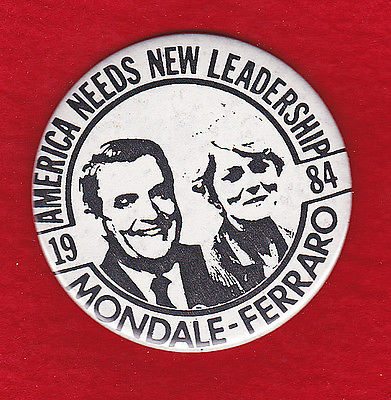 AMERICA NEEDS NEW LEADERSHIP
19 84
MONDALE-FERRARO